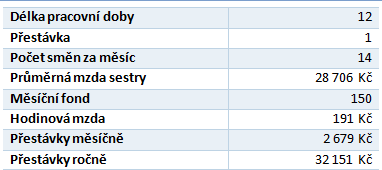 Délka pracovní doby 12
Přestávka 1
Počet směn za měsíc 14
Průměrná mzda sestry 28 706 Kč
Měsíční fond 150
Hodinová mzda 191 Kč
Přestávky měsíčně 2 679 Kč
Přestávky ročně 32 151 Kč